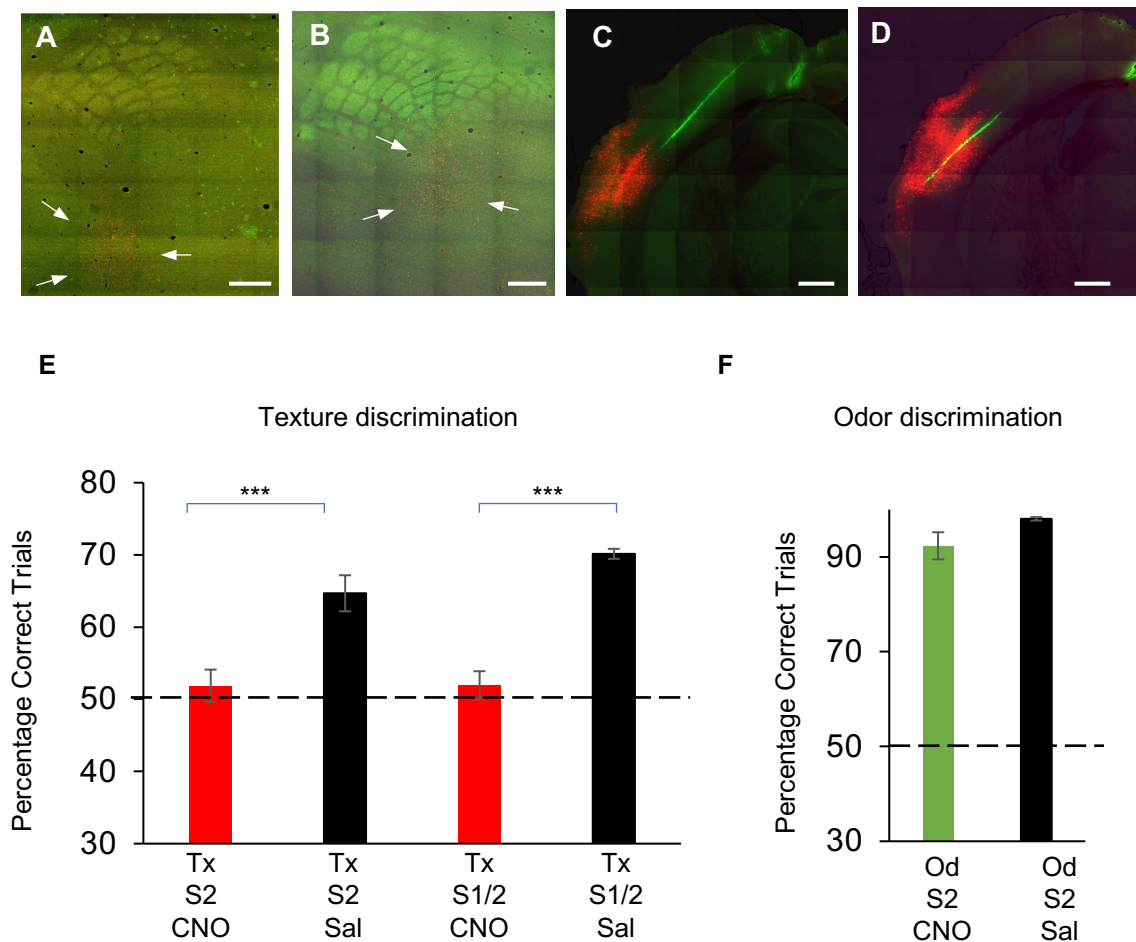 A
B
C
D
E
F
Texture discrimination
Odor discrimination
Percentage Correct Trials
80
70
60
50
40
30
***
***
Tx
S2
CNO
Tx
S2
Sal
Tx
S1/2
CNO
Tx
S1/2
Sal
Percentage Correct Trials
90
70
50
30
Od
S2
CNO
Od
S2
Sal